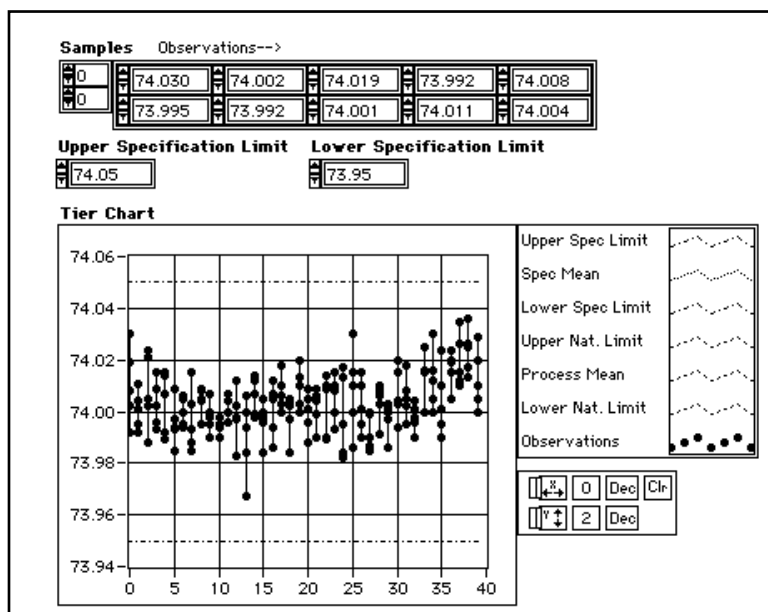 Samples Observations-->
0 74.030 74.002 74.019 73.992 74.008
0 73.995 73.992 74.001 74.011 74.004
Upper Specification Limit Lower Specification Limit
74.05 73.95
Tier Chart
74.06
74.04
74.02
74.00
73.98
73.96
73.94
0 5 10 15 20 25 30 35 40
Upper Spec Limit
Spec Mean
Lower Spec Limit
Upper Nat. Limit
Process Mean
Lower Nat. Limit
Observations
X 0 Dec Clr
Y 2 Dec